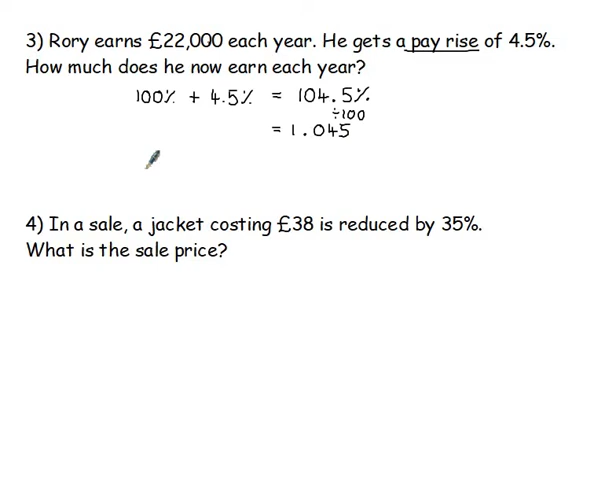 3) Rory earns £22,000 each year. He gets a pay rise of 4.5%.
How much does he now earn each year?
100% + 4.5% = 104.5%
÷100
= 1.045
4) In a sale, a jacket costing £38 is reduced by 35%.
What is the sale price?